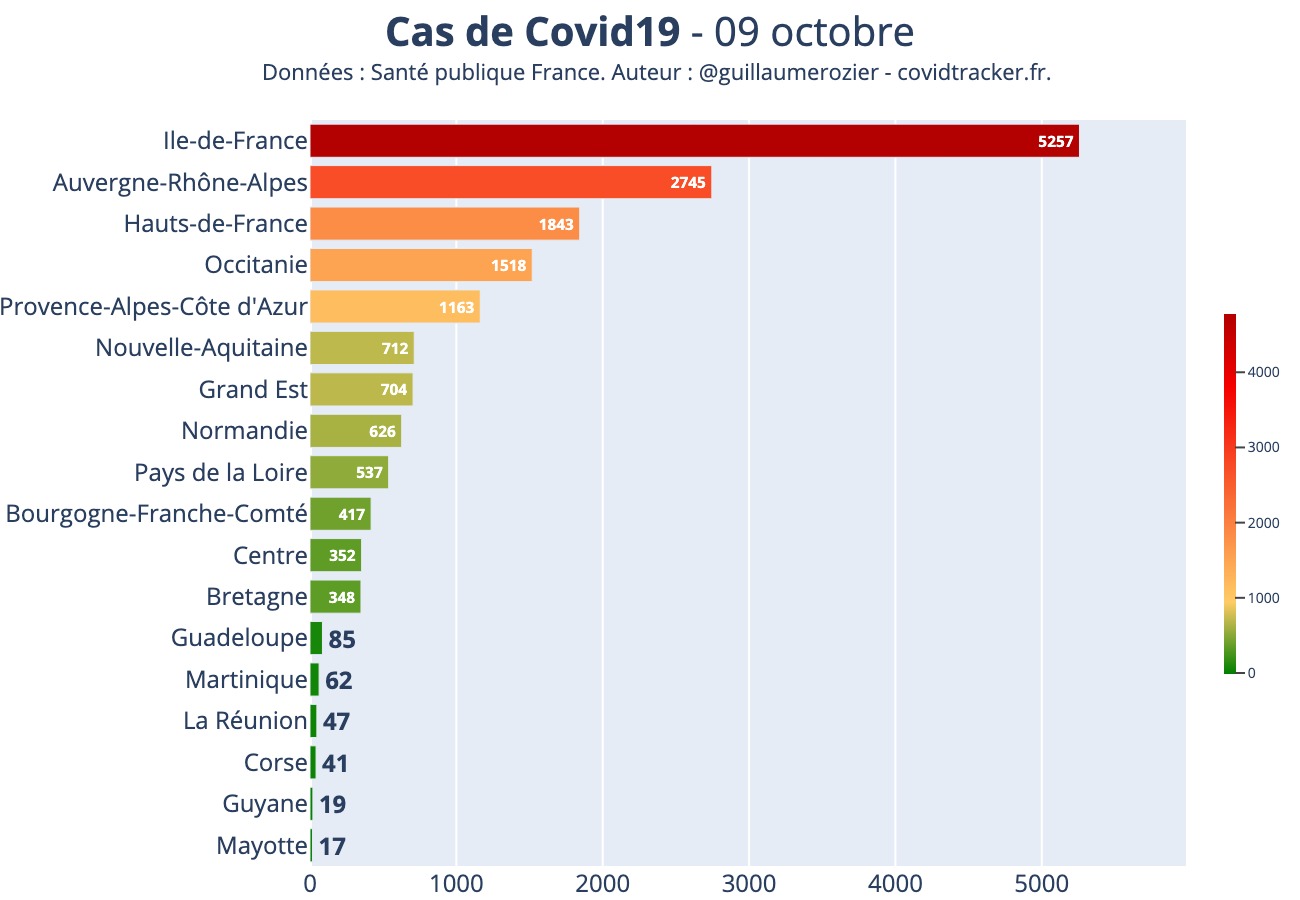 Cas de Covid19 - 09 octobre
Données : Santé publique France. Auteur : @guillaumerozier - covidtracker.fr.
Ile-de-France 5257
Auvergne-Rhône-Alpes 2745
Hauts-de-France 1843
Occitanie 1518
Provence-Alpes-Côte d'Azur 1163
Nouvelle-Aquitaine 712
Grand Est 704
Normandie 626
Pays de la Loire 537
Bourgogne-Franche-Comté 417
Centre 352
Bretagne 348
Guadeloupe 85
Martinique 62
La Réunion 47
Corse 41
Guyane 19
Mayotte 17
0 1000 2000 3000 4000 5000
4000
3000
2000
1000
0